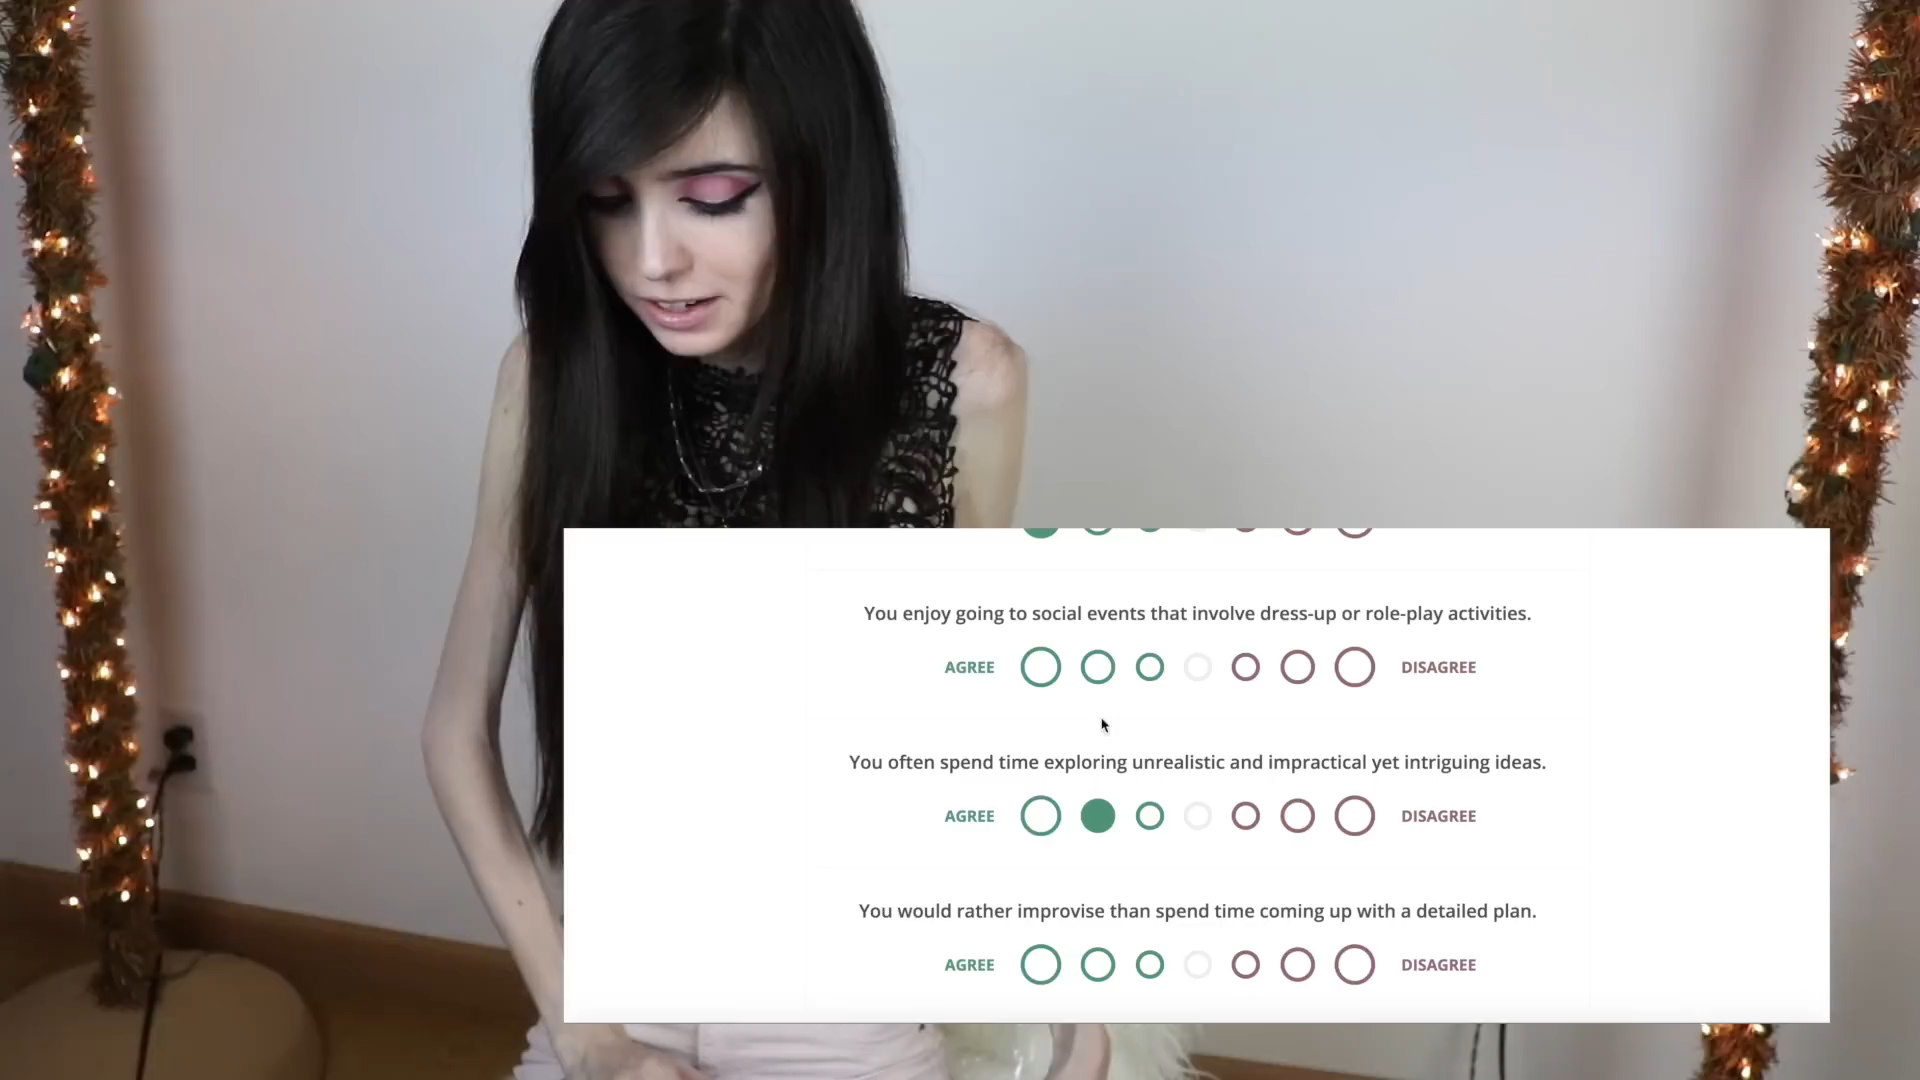 You enjoy going to social events that involve dress-up or role-play activities.
AGREE DISAGREE
You often spend time exploring unrealistic and impractical yet intriguing ideas.
AGREE DISAGREE
You would rather improvise than spend time coming up with a detailed plan.
AGREE DISAGREE